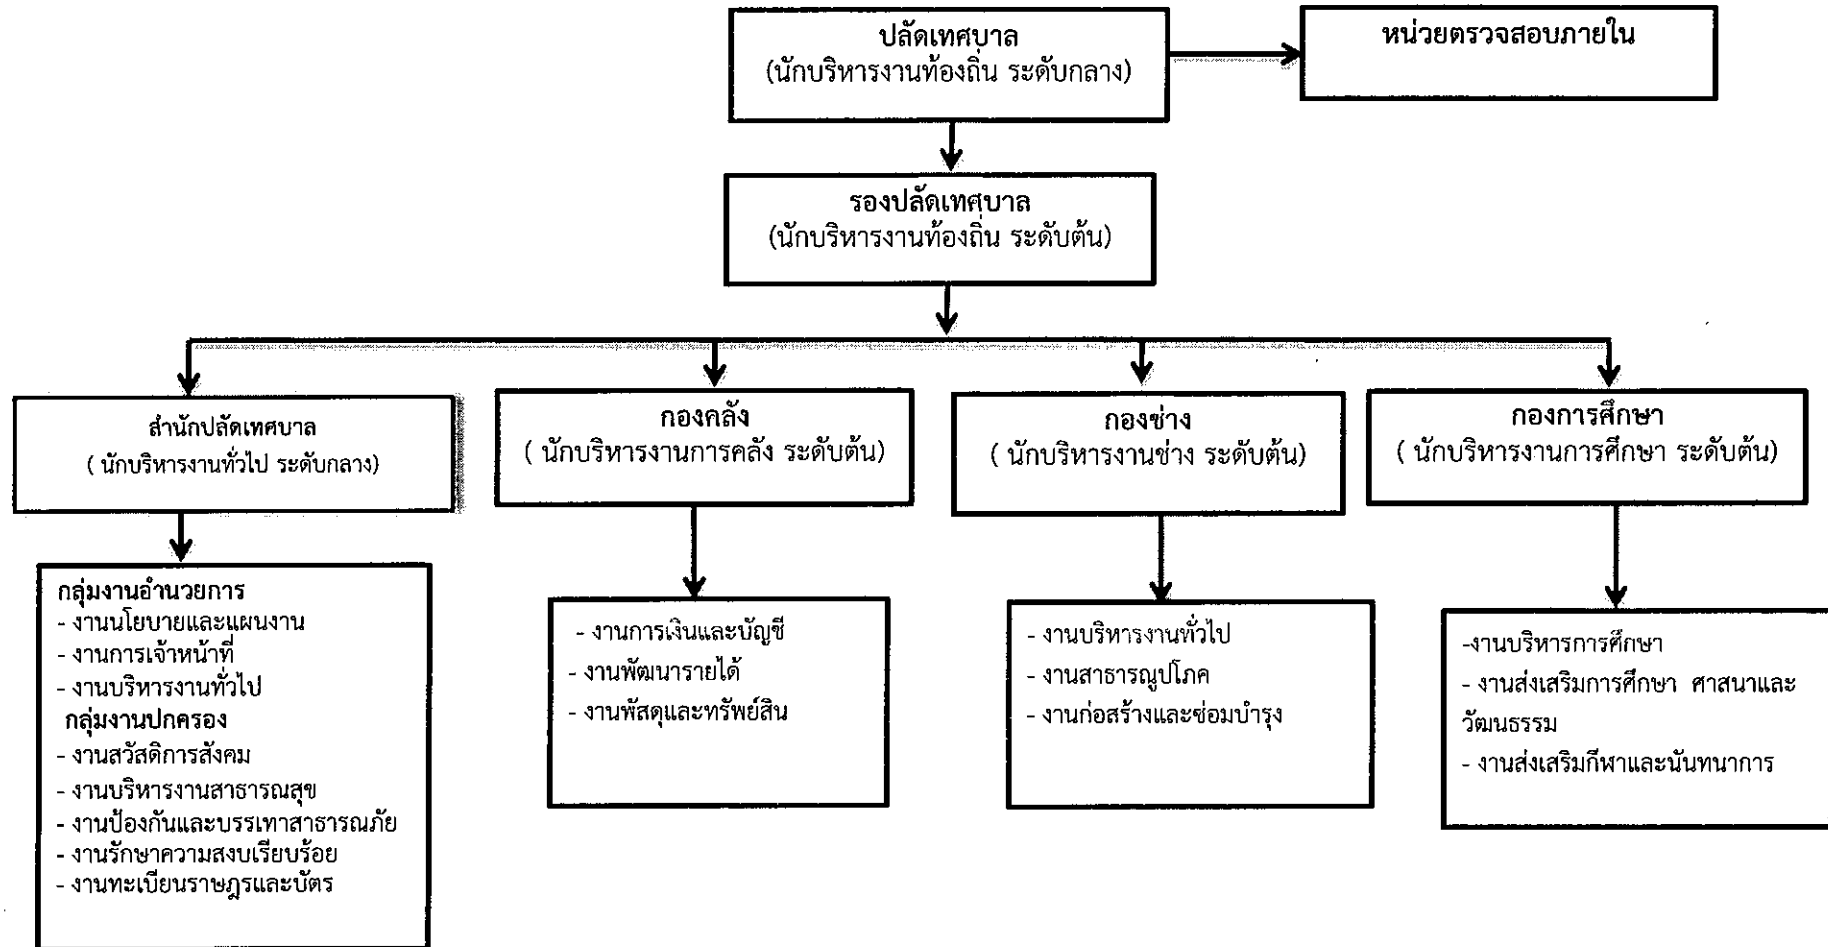 ปลัดเทศบาล
(นักบริหารงานท้องถิ่น ระดับกลาง)
หน่วยตรวจสอบภายใน
รองปลัดเทศบาล
(นักบริหารงานท้องถิ่น ระดับต้น)
สำนักปลัดเทศบาล
( นักบริหารงานทั่วไป ระดับกลาง)
กองคลัง
( นักบริหารงานการคลัง ระดับต้น)
กองช่าง
( นักบริหารงานช่าง ระดับต้น)
กองการศึกษา
( นักบริหารงานการศึกษา ระดับต้น)
กลุ่มงานอำนวยการ
- งานนโยบายและแผนงาน
- งานการเจ้าหน้าที่
- งานบริหารงานทั่วไป
กลุ่มงานปกครอง
- งานสวัสดิการสังคม
- งานบริหารงานสาธารณสุข
- งานป้องกันและบรรเทาสาธารณภัย
- งานรักษาความสงบเรียบร้อย
- งานทะเบียนราษฎรและบัตร
- งานการเงินและบัญชี
- งานพัฒนารายได้
- งานพัสดุและทรัพย์สิน
- งานบริหารงานทั่วไป
- งานสาธารณูปโภค
- งานก่อสร้างและซ่อมบำรุง
-งานบริหารการศึกษา
- งานส่งเสริมการศึกษา ศาสนาและ
วัฒนธรรม
- งานส่งเสริมกีฬาและนันทนาการ